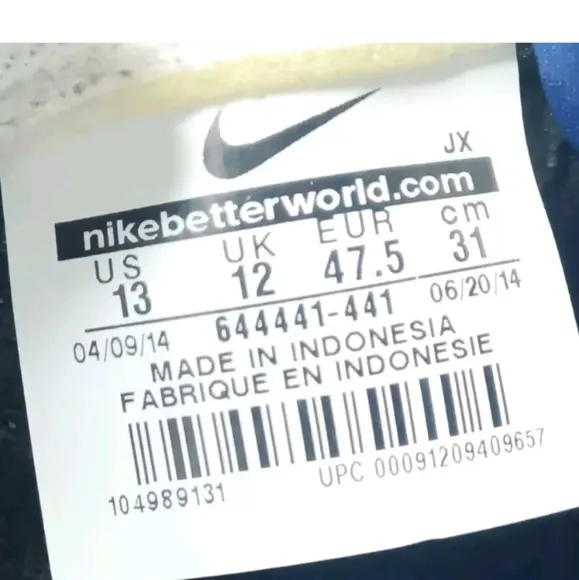 JX
nikebetterworld.com
US UK EUR cm
13 12 47.5 31
04/09/14 644441-441 06/20/14
MADE IN INDONESIA
FABRIQUE EN INDONESIE
104989131 UPC 00091209409657